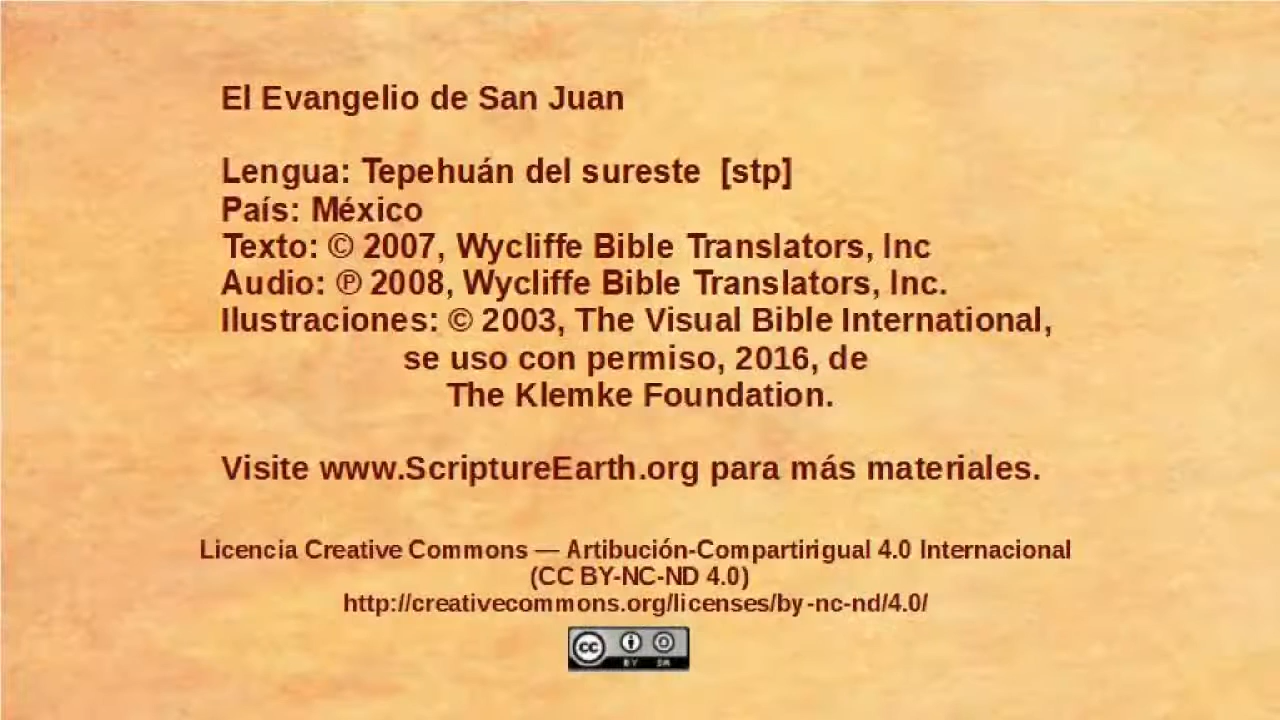 El Evangelio de San Juan
Lengua: Tepehuán del sureste [stp]
País: México
Texto: © 2007, Wycliffe Bible Translators, Inc
Audio: ℗ 2008, Wycliffe Bible Translators, Inc.
Ilustraciones: © 2003, The Visual Bible International,
se uso con permiso, 2016, de
The Klemke Foundation.
Visite www.ScriptureEarth.org para más materiales.
Licencia Creative Commons — Artibución-Compartirigual 4.0 Internacional
(CC BY-NC-ND 4.0)
http://creativecommons.org/licenses/by-nc-nd/4.0/
cc BY SA